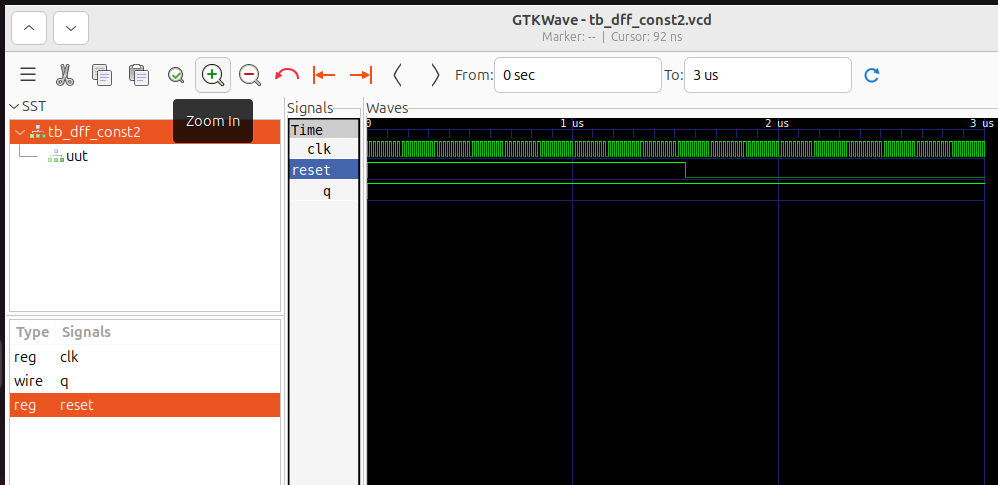 GTKWave - tb_dff_const2.vcd
Marker: -- | Cursor: 92 ns
From: 0 sec To: 3 us
SST
tb_dff_const2
uut
Zoom In
Type Signals
reg clk
wire q
reg reset
Signals
Time
clk
reset
q
Waves
0 1 us 2 us 3 us